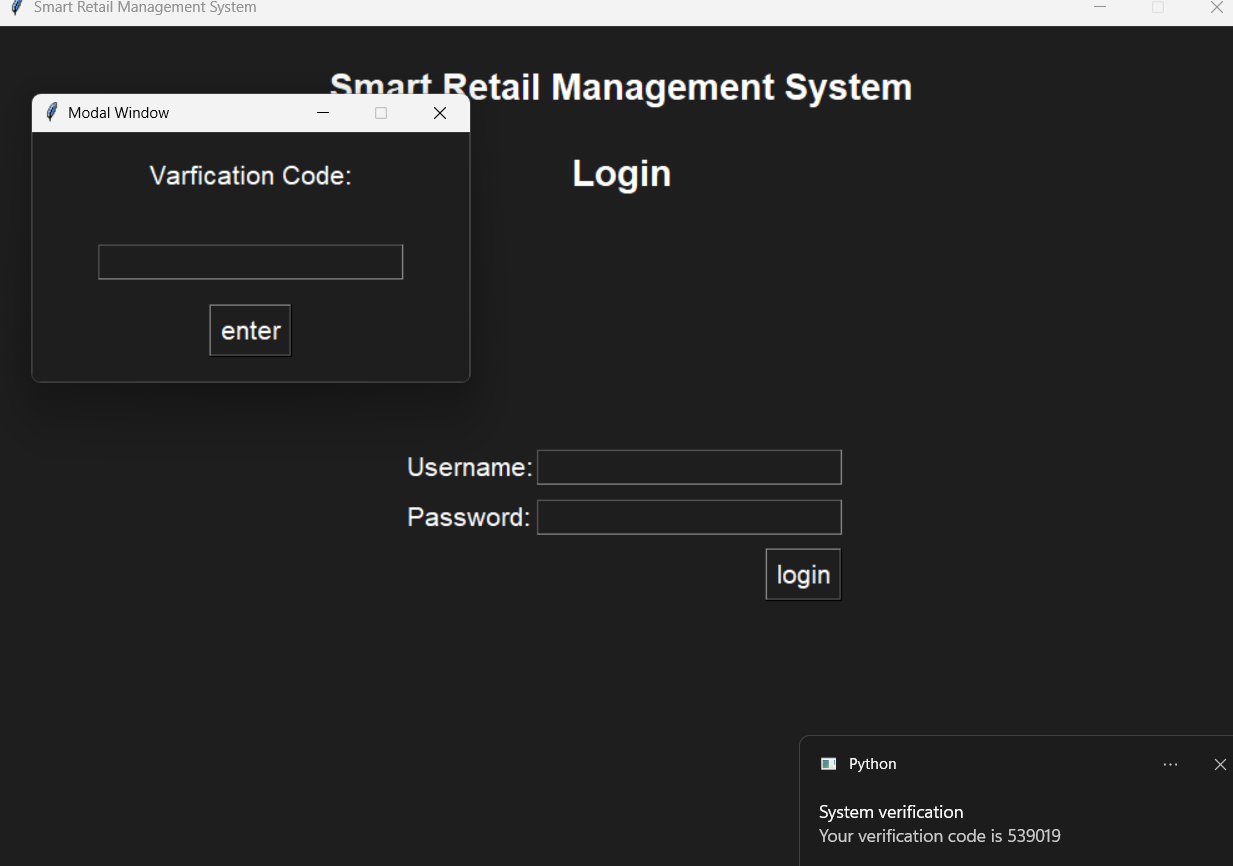 Smart Retail Management System
Smart Retail Management System
Modal Window
Varfication Code:
Login
enter
Username:
Password:
login
Python
System verification
Your verification code is 539019